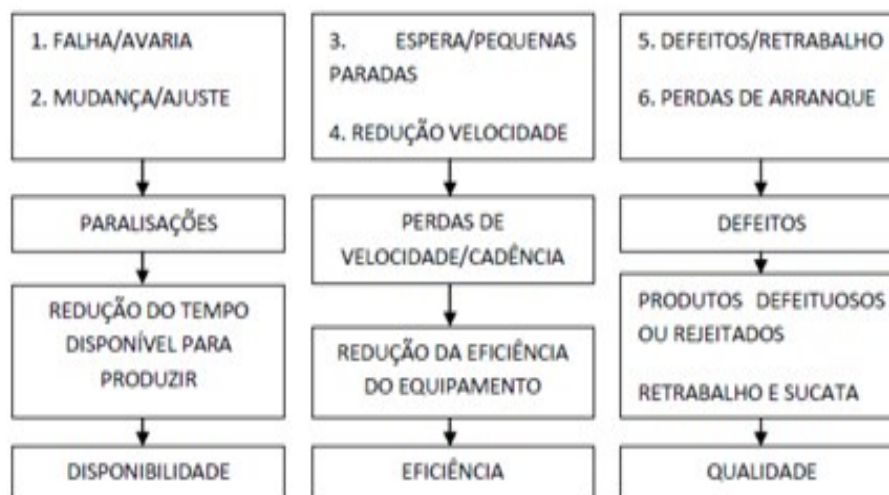 1. FALHA/AVARIA
2. MUDANÇA/AJUSTE
PARALISAÇÕES
REDUÇÃO DO TEMPO
DISPONÍVEL PARA
PRODUZIR
DISPONIBILIDADE
3. ESPERA/PEQUENAS
PARADAS
4. REDUÇÃO VELOCIDADE
PERDAS DE
VELOCIDADE/CADÊNCIA
REDUÇÃO DA EFICIÊNCIA
DO EQUIPAMENTO
EFICIÊNCIA
5. DEFEITOS/RETRABALHO
6. PERDAS DE ARRANQUE
DEFEITOS
PRODUTOS DEFEITUOSOS
OU REJEITADOS
RETRABALHO E SUCATA
QUALIDADE